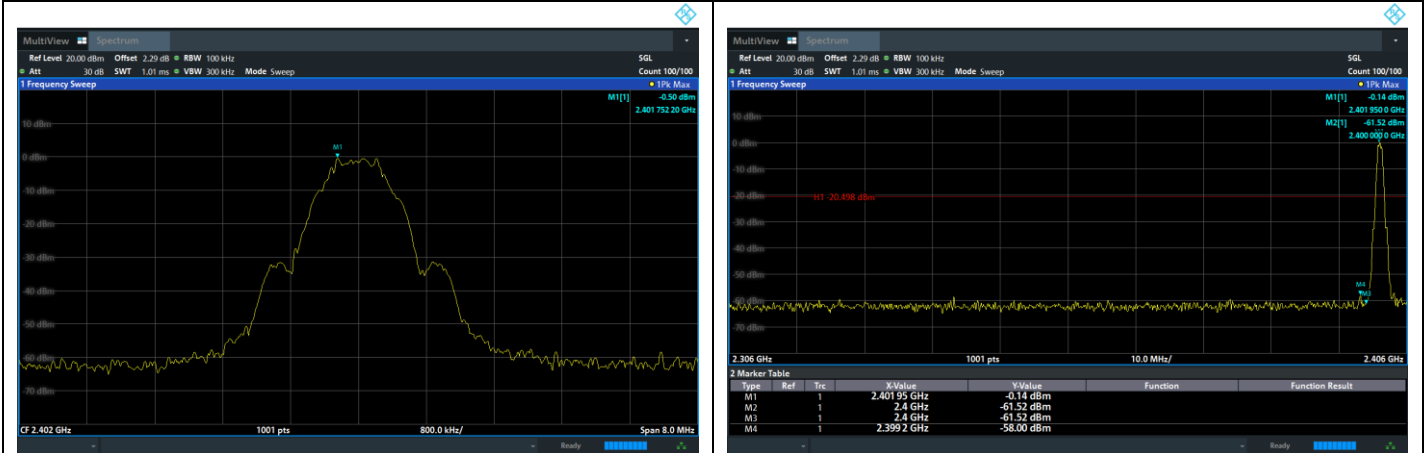 MultiView Spectrum
Ref Level 20.00 dBm Offset 2.29 dB RBW 100 kHz SGL
Att 30 dB SWT 1.01 ms VBW 300 kHz Mode Sweep Count 100/100
1 Frequency Sweep 1Pk Max
M1[1] -0.50 dBm
2.401 752 20 GHz
10 dBm
M1
0 dBm
-10 dBm
-20 dBm
-30 dBm
-40 dBm
-50 dBm
-60 dBm
-70 dBm
CF 2.402 GHz 1001 pts 800.0 kHz/ Span 8.0 MHz
Ready
MultiView Spectrum
Ref Level 20.00 dBm Offset 2.29 dB RBW 100 kHz SGL
Att 30 dB SWT 1.01 ms VBW 300 kHz Mode Sweep Count 100/100
1 Frequency Sweep 1Pk Max
M1[1] -0.14 dBm
2.401 950 0 GHz
10 dBm
M2[1] -61.52 dBm
2.400 000 0 GHz
0 dBm
-10 dBm
-20 dBm
H1 -20.498 dBm
-30 dBm
-40 dBm
-50 dBm
M4
M3
-60 dBm
-70 dBm
2.306 GHz 1001 pts 10.0 MHz/ 2.406 GHz
2 Marker Table
Type Ref Trc X-Value Y-Value Function Function Result
M1 1 2.401 95 GHz -0.14 dBm
M2 1 2.4 GHz -61.52 dBm
M3 1 2.4 GHz -61.52 dBm
M4 1 2.399 2 GHz -58.00 dBm
Ready